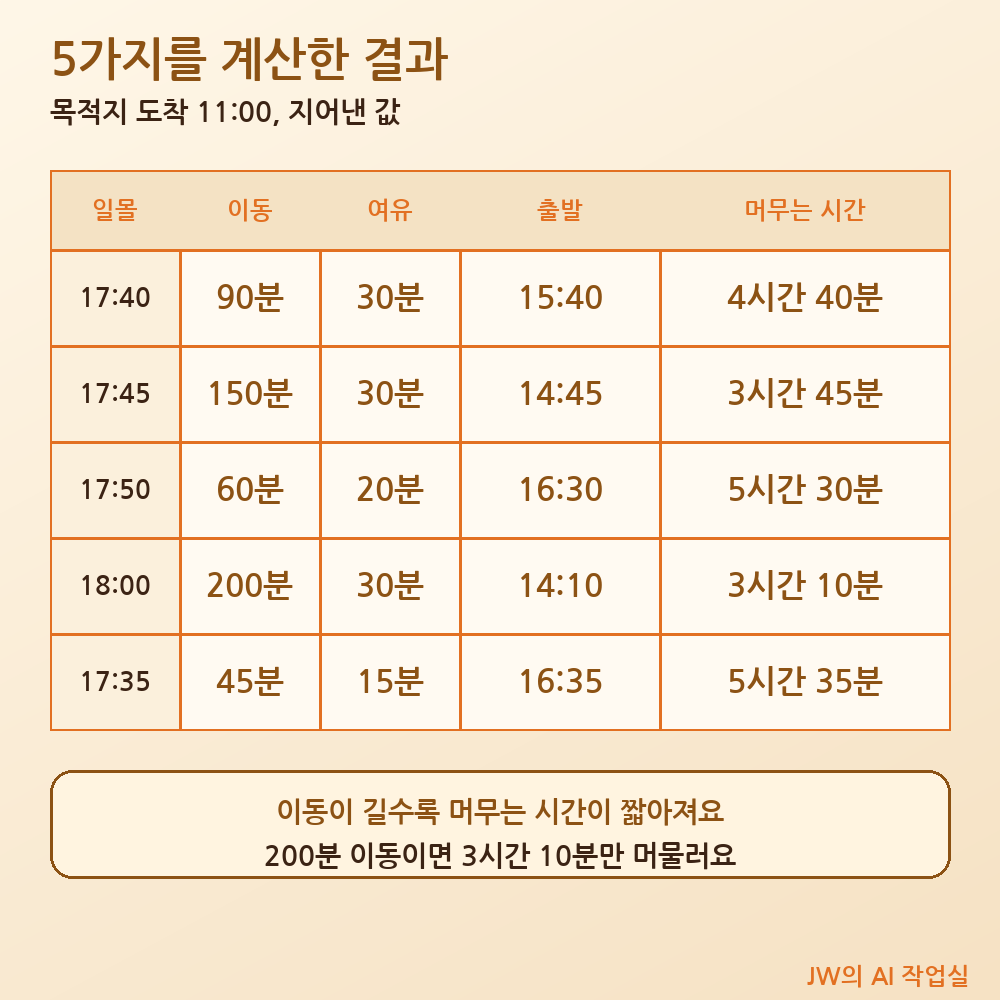 5가지를 계산한 결과
목적지 도착 11:00, 지어낸 값
일몰 이동 여유 출발 머무는 시간
17:40 90분 30분 15:40 4시간 40분
17:45 150분 30분 14:45 3시간 45분
17:50 60분 20분 16:30 5시간 30분
18:00 200분 30분 14:10 3시간 10분
17:35 45분 15분 16:35 5시간 35분
이동이 길수록 머무는 시간이 짧아져요
200분 이동이면 3시간 10분만 머물러요
JW의 AI 작업실